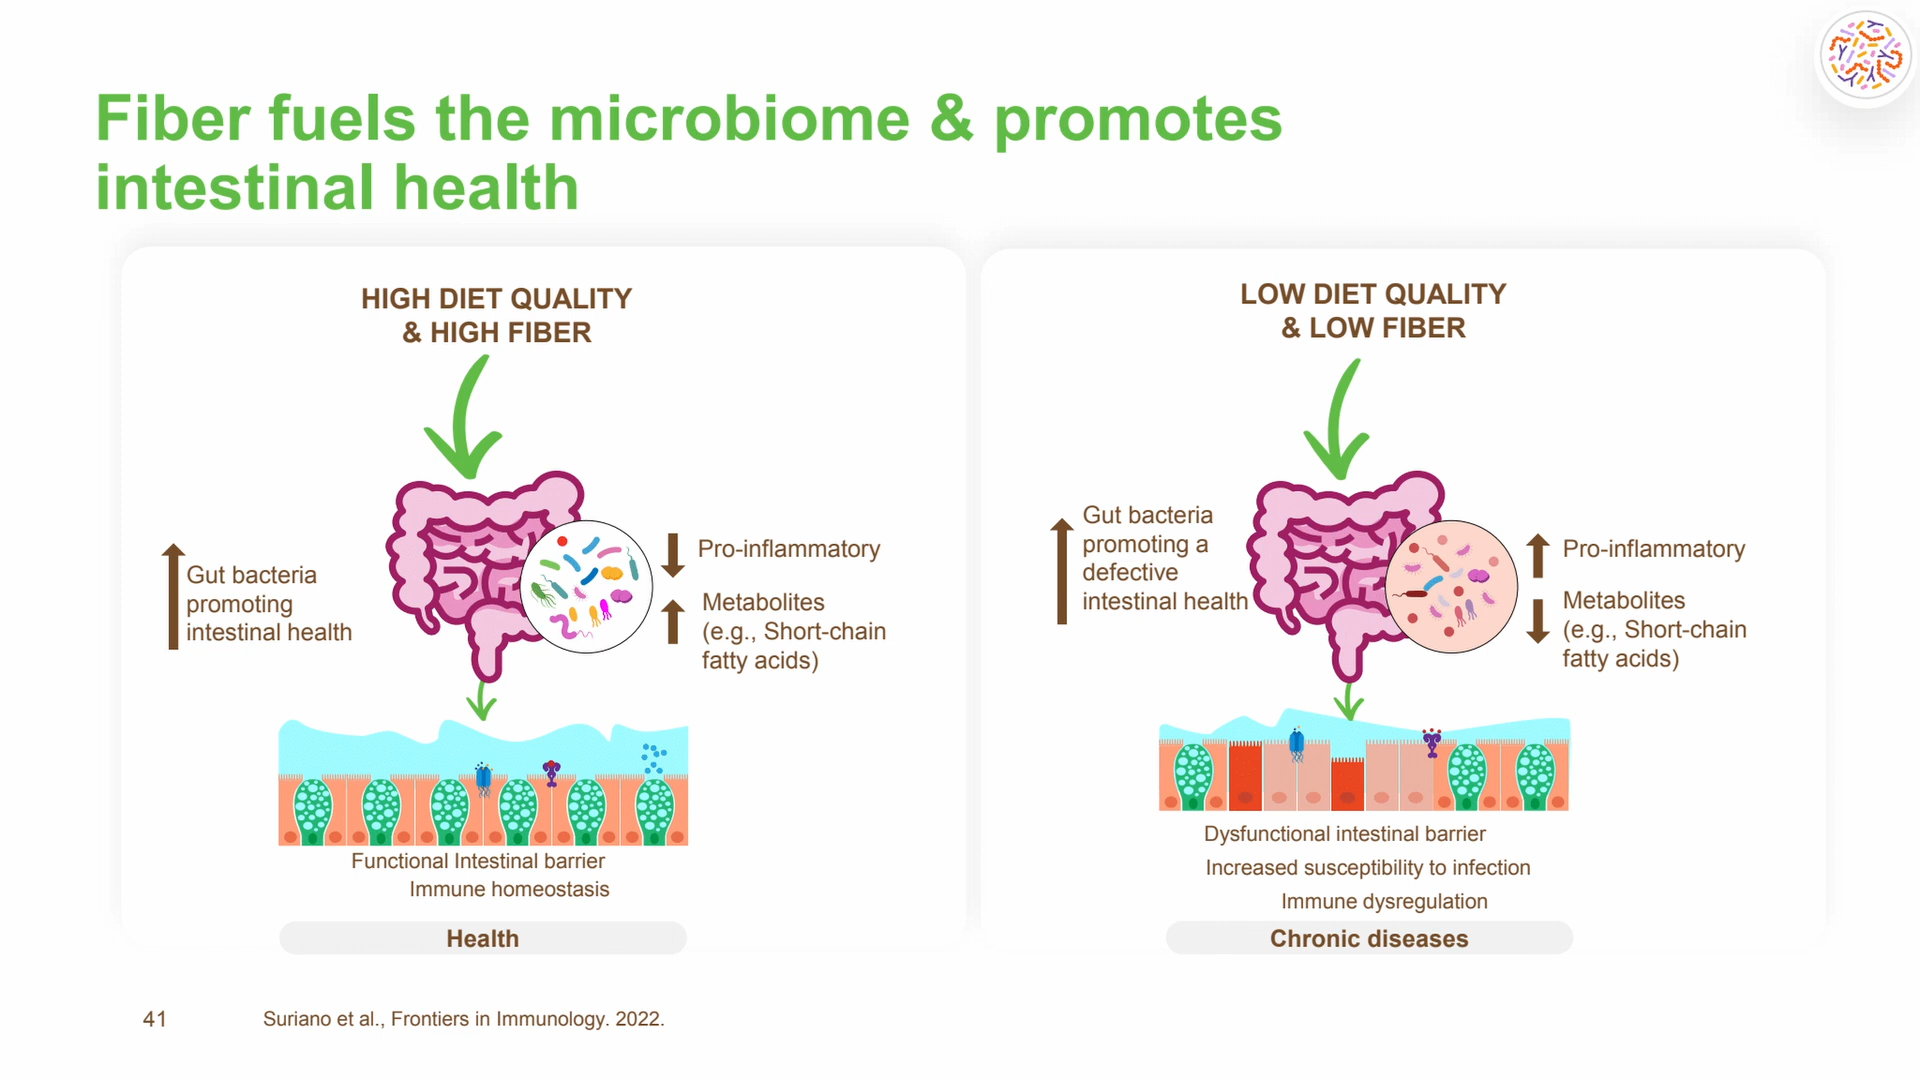 Fiber fuels the microbiome & promotes
intestinal health
HIGH DIET QUALITY
& HIGH FIBER
Gut bacteria
promoting
intestinal health
Pro-inflammatory
Metabolites
(e.g., Short-chain
fatty acids)
Functional Intestinal barrier
Immune homeostasis
Health
LOW DIET QUALITY
& LOW FIBER
Gut bacteria
promoting a
defective
intestinal health
Pro-inflammatory
Metabolites
(e.g., Short-chain
fatty acids)
Dysfunctional intestinal barrier
Increased susceptibility to infection
Immune dysregulation
Chronic diseases
41
Suriano et al., Frontiers in Immunology. 2022.